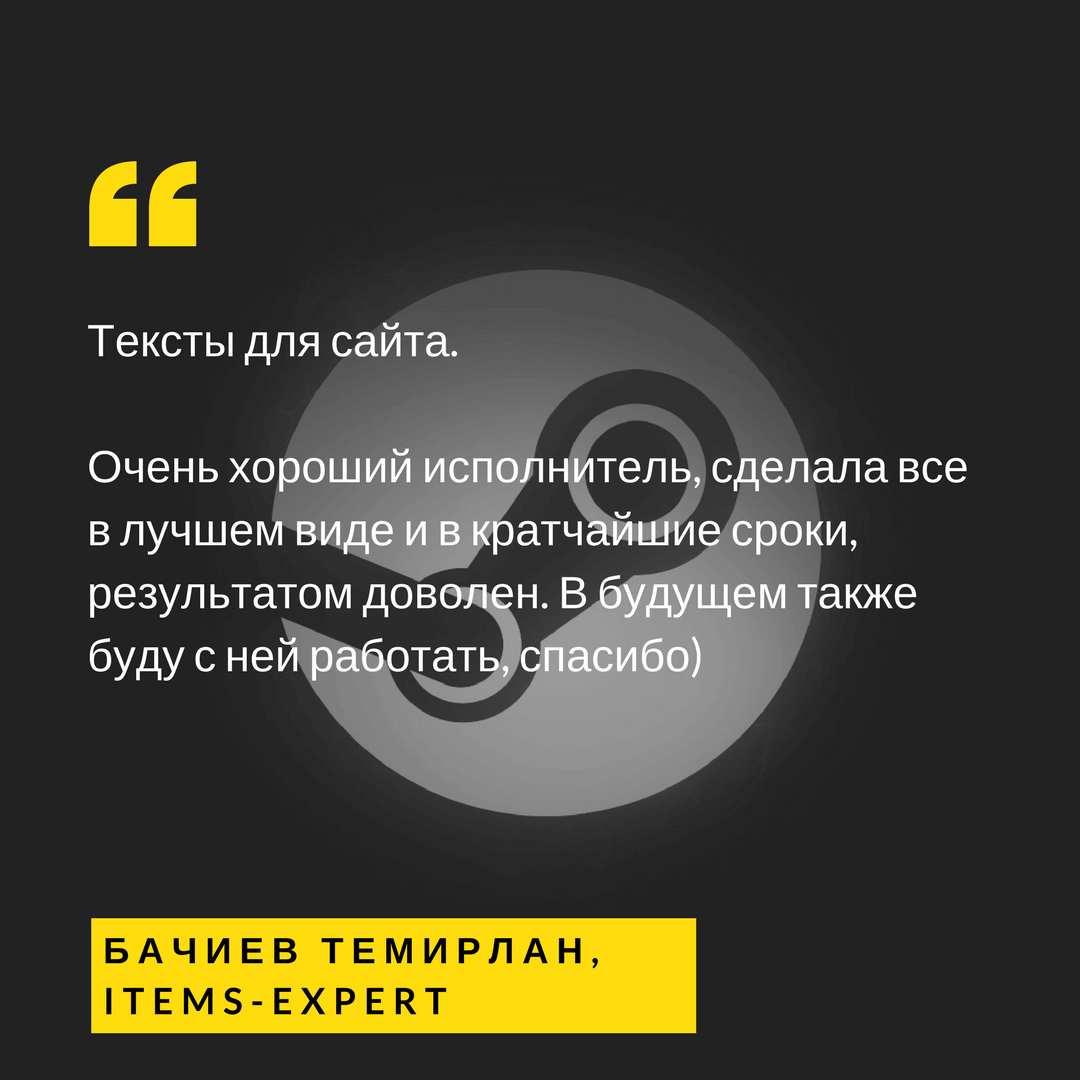 Тексты для сайта.
Очень хороший исполнитель, сделала все
в лучшем виде и в кратчайшие сроки,
результатом доволен. В будущем также
буду с ней работать, спасибо)
БАЧИЕВ ТЕМИРЛАН,
ITEMS-EXPERT